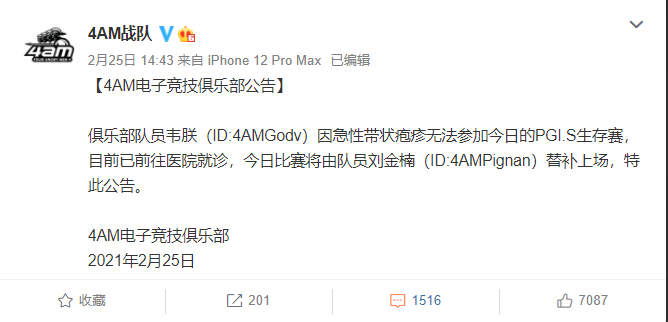 4AM战队
2月25日 14:43 来自 iPhone 12 Pro Max 已编辑
【4AM电子竞技俱乐部公告】
俱乐部队员韦朕（ID:4AMGodv）因急性带状疱疹无法参加今日的PGI.S生存赛，
目前已前往医院就诊，今日比赛将由队员刘金楠（ID:4AMPignan）替补上场，特
此公告。
4AM电子竞技俱乐部
2021年2月25日
4am
FOUR ANGRY MEN
收藏 201 1516 7087